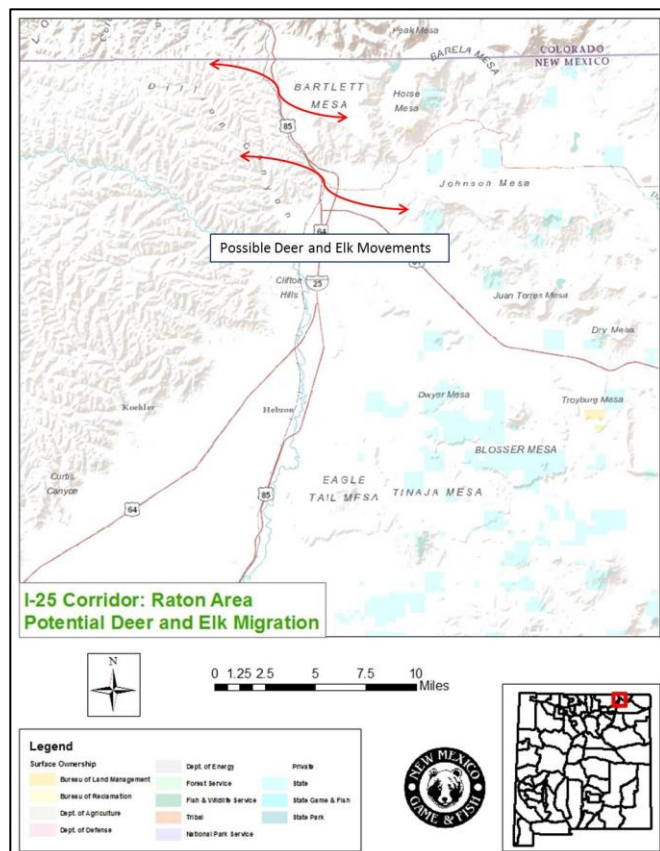 Peak Mesa
BARELA MESA
COLORADO
NEW MEXICO
Dillon Canyon
BARTLETT
MESA
Horse
Mesa
85
Johnson Mesa
Possible Deer and Elk Movements
64
Clifton
Hills
25
Juan Torres Mesa
Dry Mesa
Dwyer Mesa
Troyburg Mesa
Koehler
Hebron
BLOSSER MESA
Curtis
Canyon
EAGLE
TAIL MESA
TINAJA MESA
85
64
I-25 Corridor: Raton Area
Potential Deer and Elk Migration
N
0 1.25 2.5 5 7.5 10
Miles
Legend
Surface Ownership
Bureau of Land Management
Bureau of Reclamation
Dept. of Agriculture
Dept. of Defense
Dept. of Energy
Forest Service
Fish & Wildlife Service
Tribal
National Park Service
Private
State
State Game & Fish
State Park
NEW MEXICO
GAME & FISH